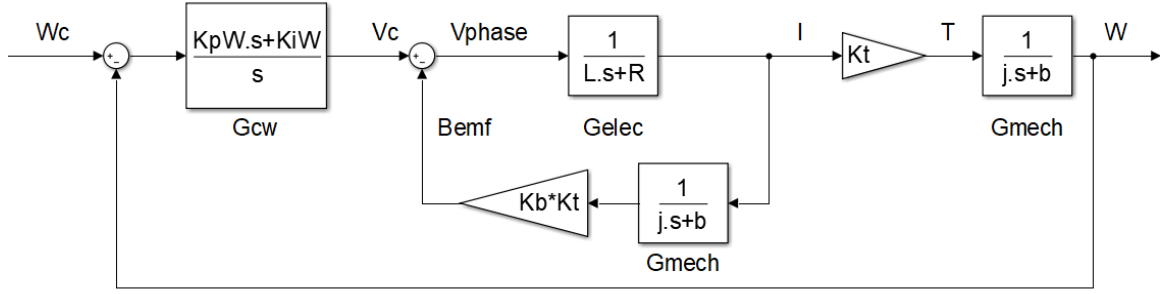 Wc
+
-
KpW.s+KiW
s
Gcw
Vc
+
-
Vphase
1
L.s+R
Gelec
I
Kt
T
1
j.s+b
Gmech
W
Bemf
Kb*Kt
1
j.s+b
Gmech